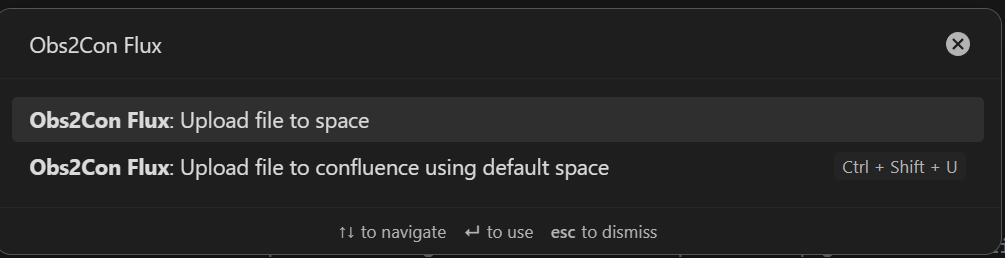 Obs2Con Flux
Obs2Con Flux: Upload file to space
Obs2Con Flux: Upload file to confluence using default space Ctrl + Shift + U
↑↓ to navigate ↵ to use esc to dismiss